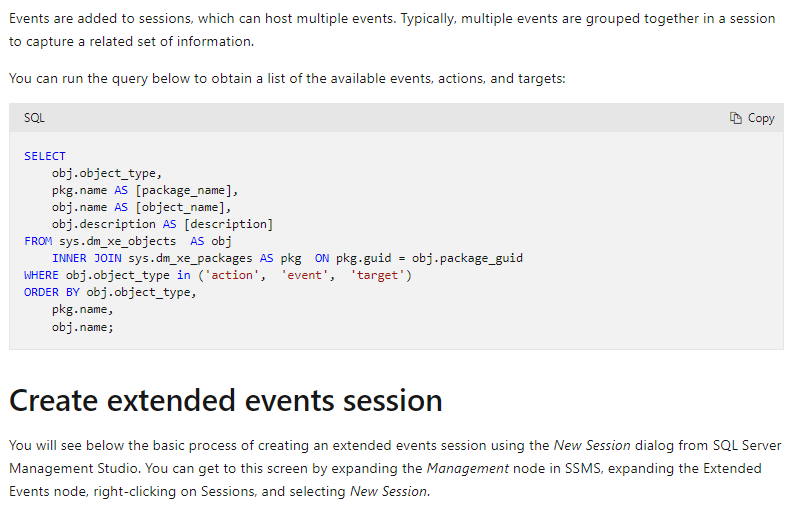 Events are added to sessions, which can host multiple events. Typically, multiple events are grouped together in a session
to capture a related set of information.
You can run the query below to obtain a list of the available events, actions, and targets:
SQL
Copy
SELECT
    obj.object_type,
    pkg.name AS [package_name],
    obj.name AS [object_name],
    obj.description AS [description]
FROM sys.dm_xe_objects  AS obj
    INNER JOIN sys.dm_xe_packages AS pkg  ON pkg.guid = obj.package_guid
WHERE obj.object_type in ('action',  'event',  'target')
ORDER BY obj.object_type,
    pkg.name,
    obj.name;
Create extended events session
You will see below the basic process of creating an extended events session using the New Session dialog from SQL Server
Management Studio. You can get to this screen by expanding the Management node in SSMS, expanding the Extended
Events node, right-clicking on Sessions, and selecting New Session.